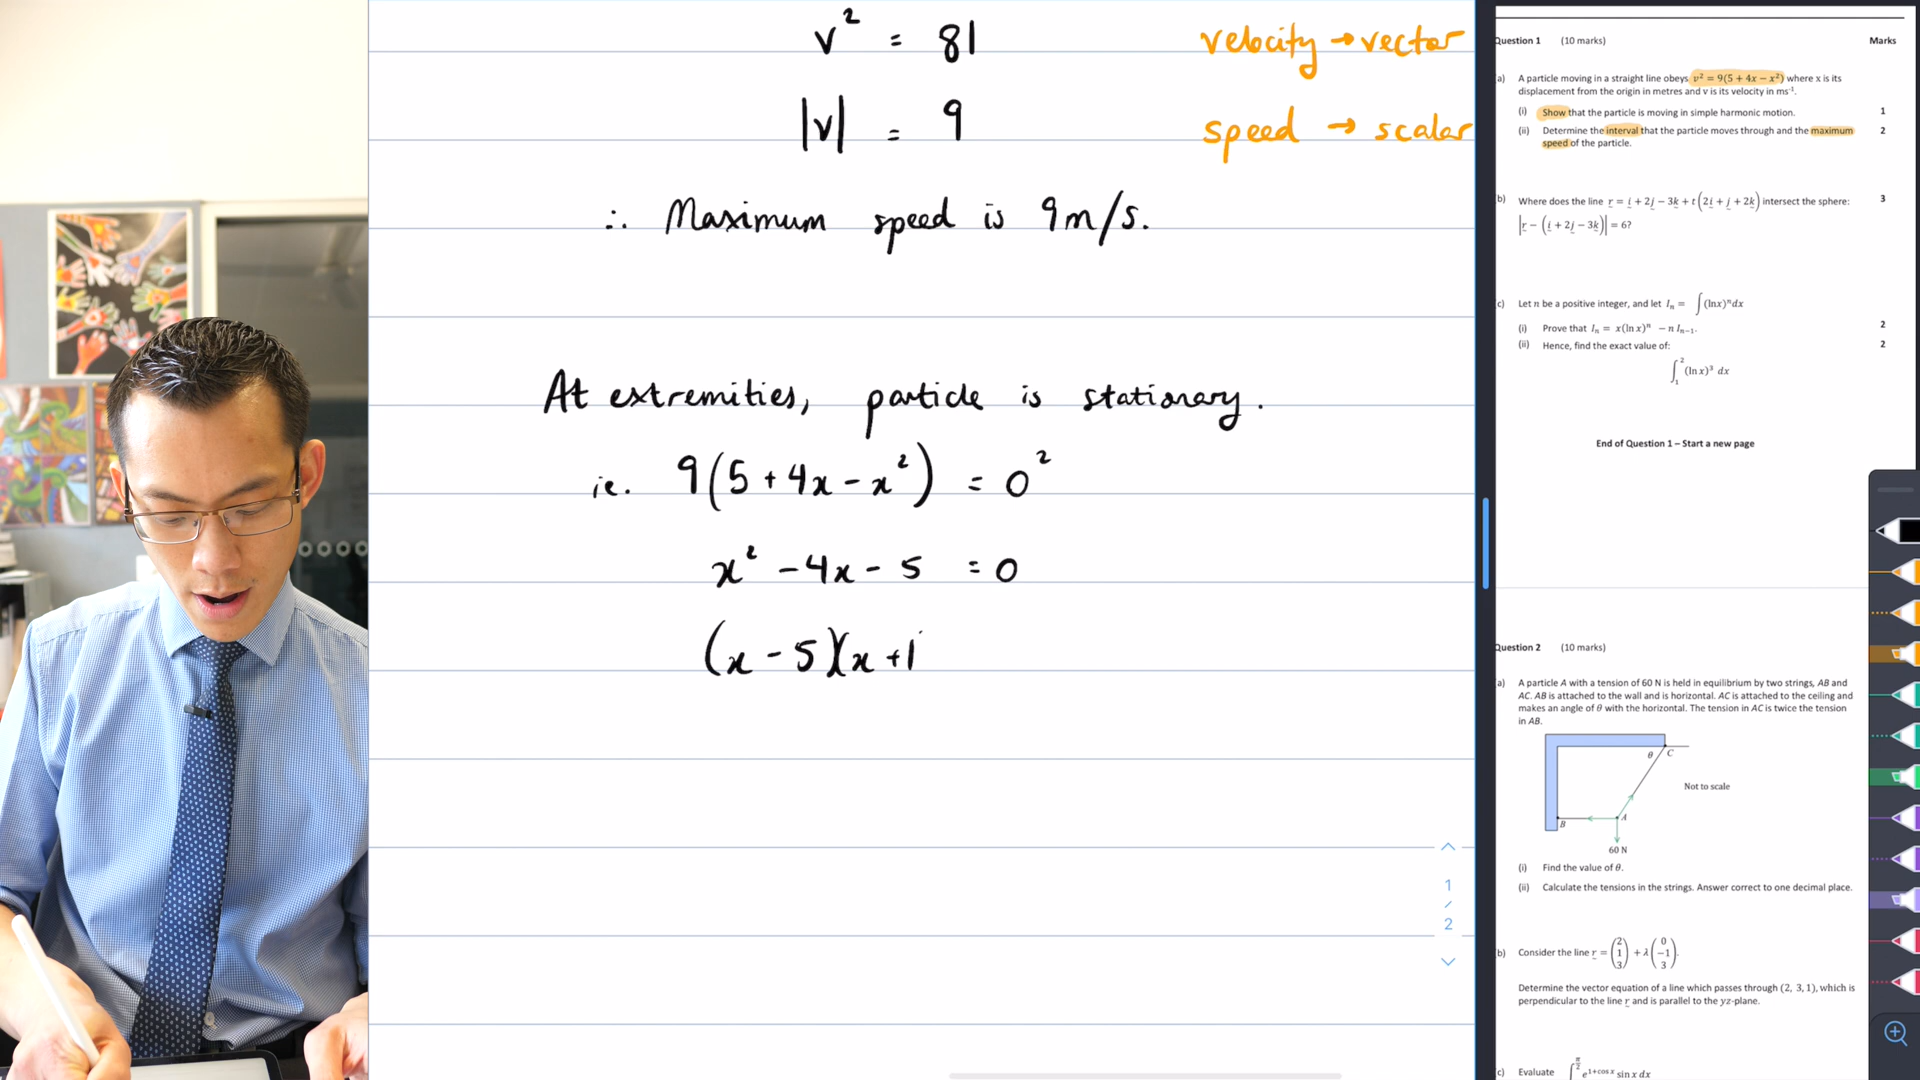 v² = 81
|v| = 9
∴ Maximum speed is 9m/s.
velocity → vector
speed → scalar
At extremities, particle is stationary.
ie. 9(5 + 4x − x²) = 0²
x² − 4x − 5 = 0
(x − 5)(x + 1
1
/
2
Question 1 (10 marks) Marks
a) A particle moving in a straight line obeys v² = 9(5 + 4x − x²) where x is its
displacement from the origin in metres and v is its velocity in ms⁻¹.
(i) Show that the particle is moving in simple harmonic motion. 1
(ii) Determine the interval that the particle moves through and the maximum 2
speed of the particle.
b) Where does the line r = i + 2j − 3k + t(2i + j + 2k) intersect the sphere: 3
|r − (i + 2j − 3k)| = 6?
c) Let n be a positive integer, and let Iₙ = ∫(lnx)ⁿdx
(i) Prove that Iₙ = x(ln x)ⁿ − n Iₙ₋₁. 2
(ii) Hence, find the exact value of: 2
∫₁² (ln x)³ dx
End of Question 1 – Start a new page
Question 2 (10 marks)
a) A particle A with a tension of 60 N is held in equilibrium by two strings, AB and
AC. AB is attached to the wall and is horizontal. AC is attached to the ceiling and
makes an angle of θ with the horizontal. The tension in AC is twice the tension
in AB.
θ C
Not to scale
B A
60 N
(i) Find the value of θ.
(ii) Calculate the tensions in the strings. Answer correct to one decimal place.
b) Consider the line r = (2 1 3) + λ(0 −1 3).
Determine the vector equation of a line which passes through (2, 3, 1), which is
perpendicular to the line r and is parallel to the yz-plane.
c) Evaluate ∫ π/2 e^(1+cos x) sin x dx